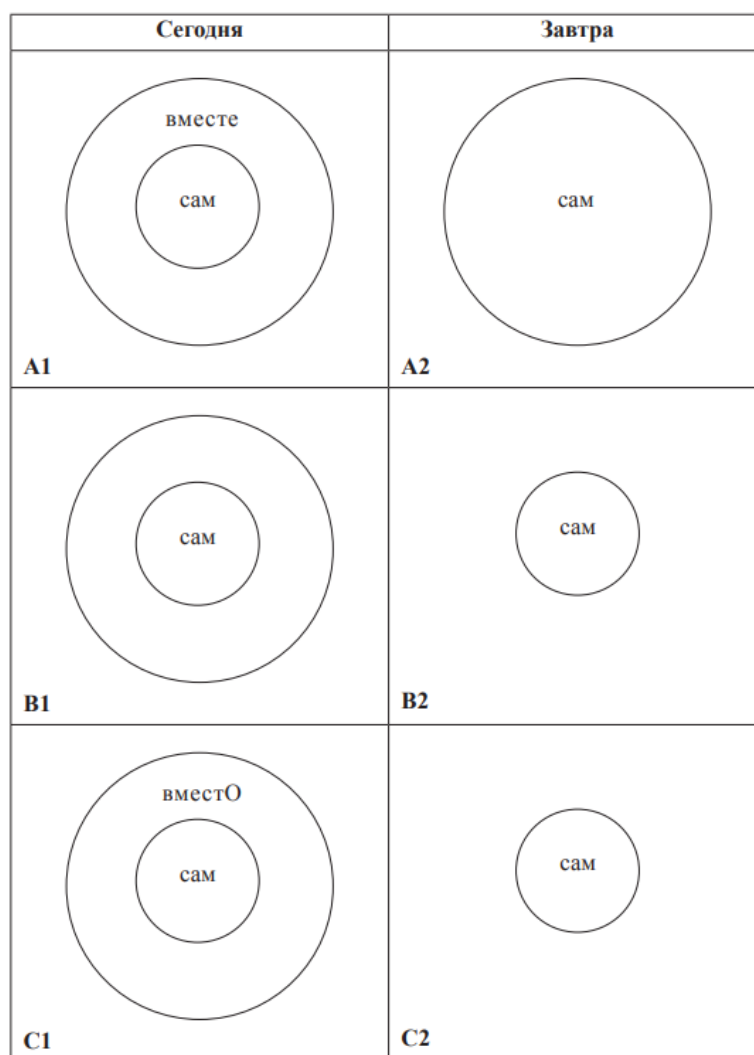 Сегодня
Завтра
вместе
сам
сам
A1
A2
сам
сам
B1
B2
вместО
сам
сам
C1
C2